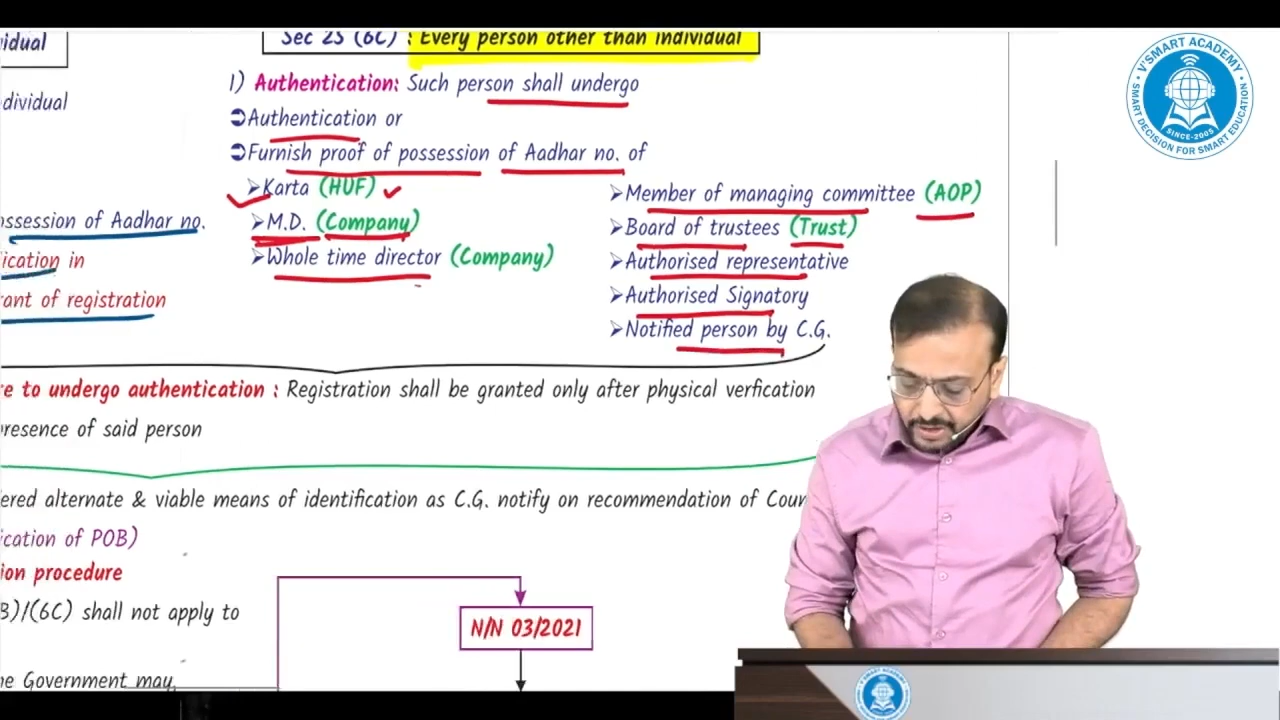 Sec 25 (6C) : Every person other than individual
1) Authentication: Such person shall undergo
Authentication or
Furnish proof of possession of Aadhar no. of
Karta (HUF)
M.D. (Company)
Whole time director (Company)
Member of managing committee (AOP)
Board of trustees (Trust)
Authorised representative
Authorised Signatory
Notified person by C.G.
ividual
dividual
ossession of Aadhar no.
ication in
rant of registration
re to undergo authentication : Registration shall be granted only after physical verfication
presence of said person
fered alternate & viable means of identification as C.G. notify on recommendation of Coun
ication of POB)
ion procedure
B)/(6C) shall not apply to
he Government may,
N/N 03/2021
V'SMART ACADEMY
SINCE-2005
SMART DECISION FOR SMART EDUCATION